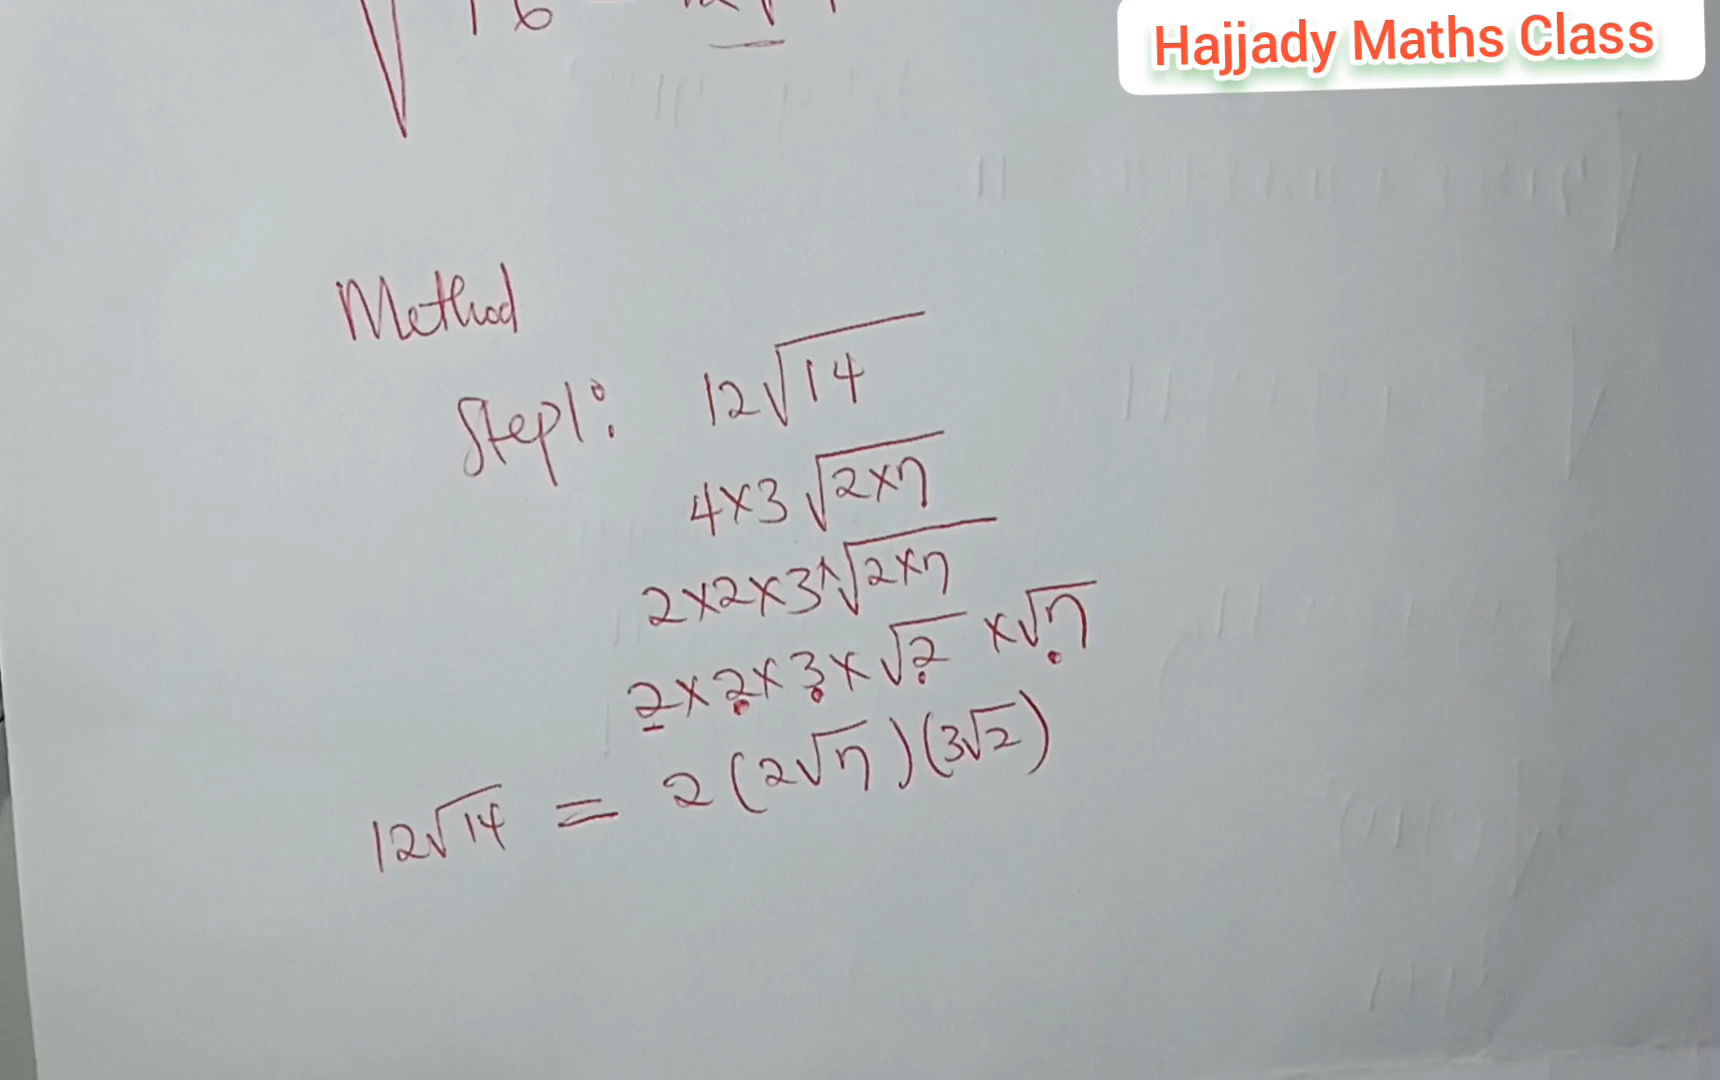 Hajjady Maths Class
Method
Step1: 12√14
4×3√2×7
2×2×3×√2×7
2×2×3×√2×√7
12√14 = 2(2√7)(3√2)